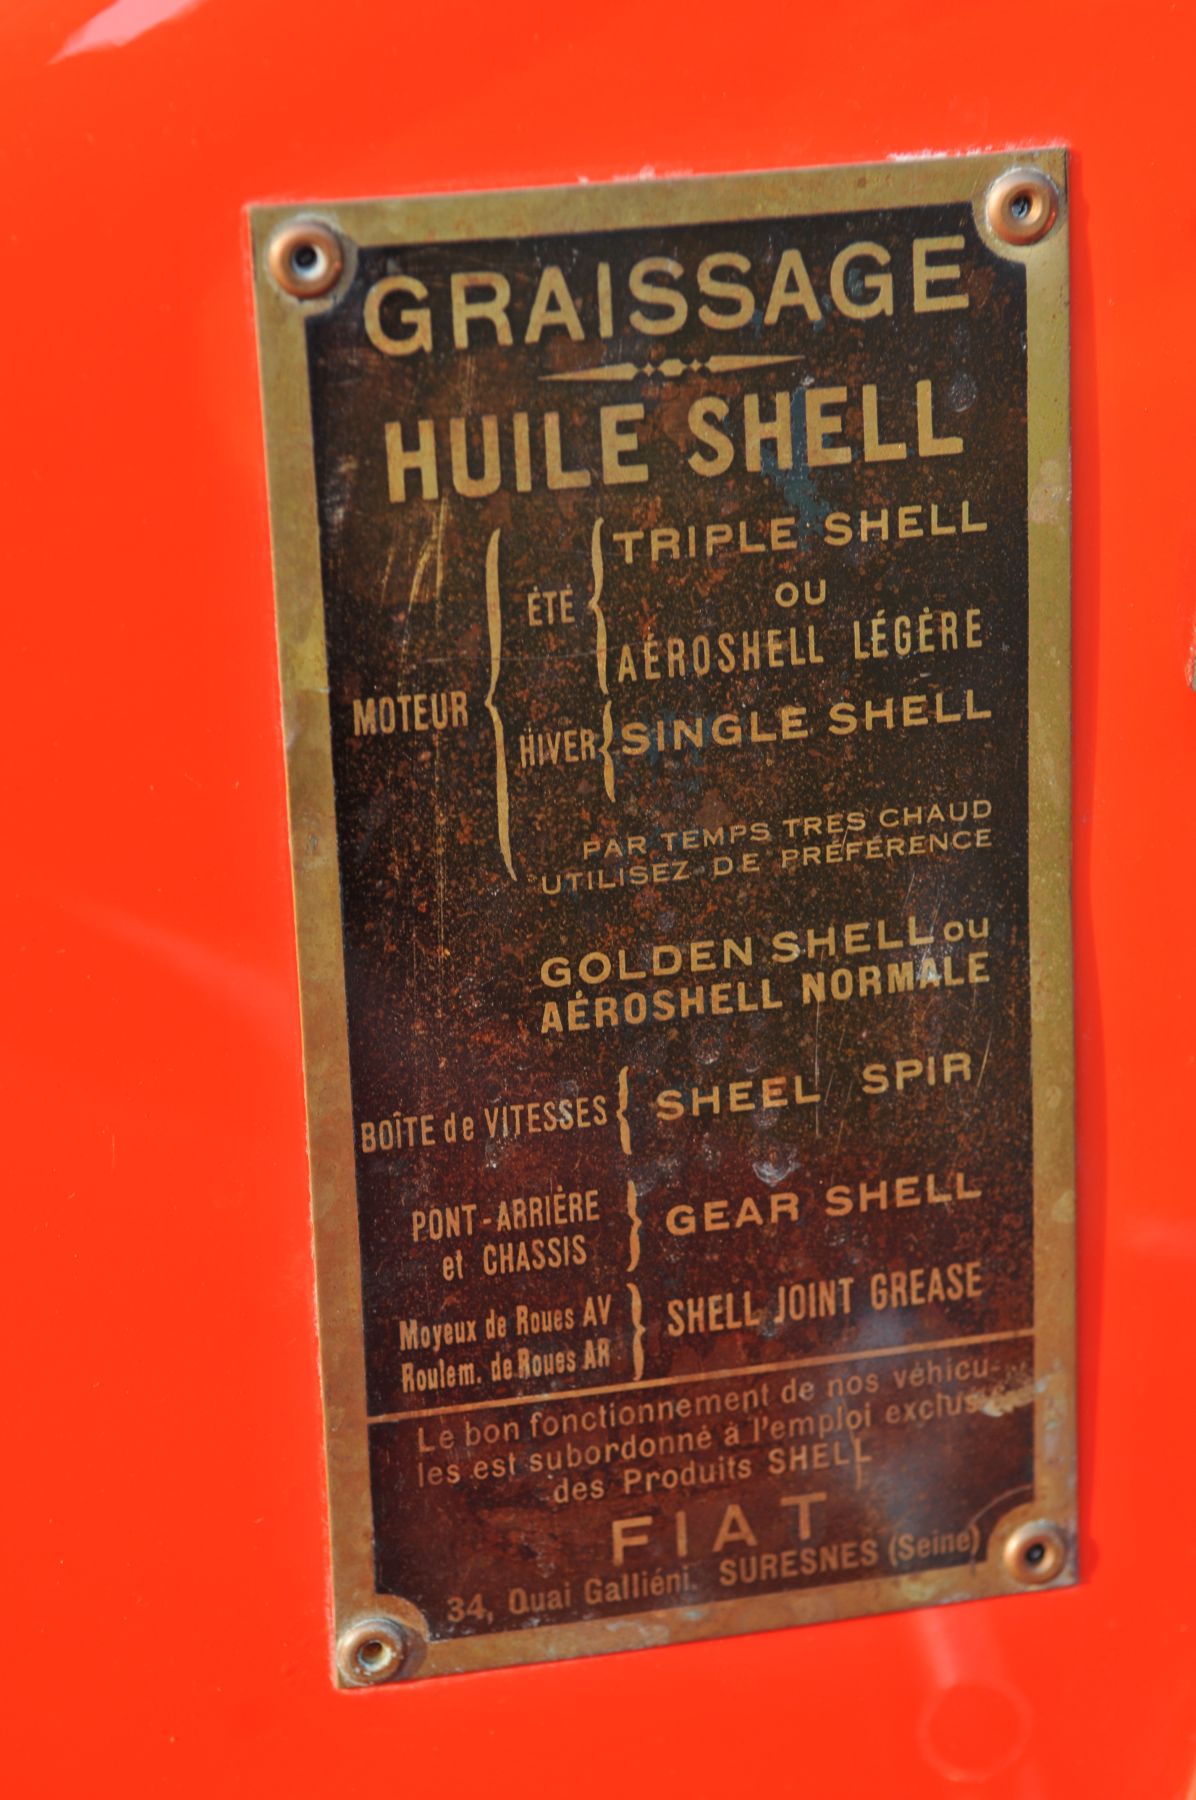 GRAISSAGE
HUILE SHELL
MOTEUR
ÉTÉ
TRIPLE SHELL
OU
AÉROSHELL LÉGÈRE
HIVER
SINGLE SHELL
PAR TEMPS TRES CHAUD
UTILISEZ DE PRÉFÉRENCE
GOLDEN SHELL ou
AÉROSHELL NORMALE
BOÎTE de VITESSES
SHEEL SPIR
PONT-ARRIÈRE
et CHASSIS
GEAR SHELL
Moyeux de Roues AV
Roulem. de Roues AR
SHELL JOINT GREASE
Le bon fonctionnement de nos véhicu-
les est subordonné à l'emploi exclus
des Produits SHELL
FIAT
34, Quai Galliéni. SURESNES (Seine)